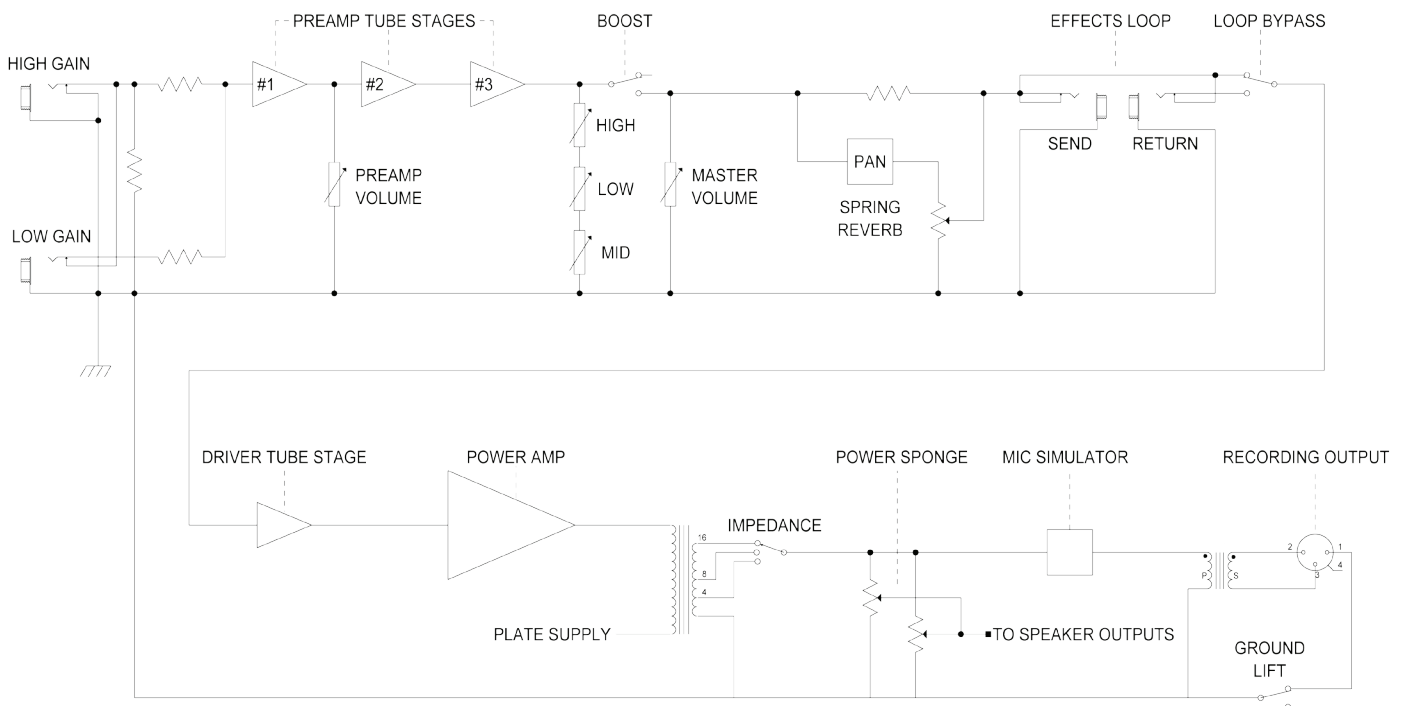 PREAMP TUBE STAGES
BOOST
EFFECTS LOOP
LOOP BYPASS
HIGH GAIN
#1
#2
#3
HIGH
SEND
RETURN
PREAMP
VOLUME
LOW
MASTER
VOLUME
PAN
SPRING
REVERB
LOW GAIN
MID
DRIVER TUBE STAGE
POWER AMP
POWER SPONGE
MIC SIMULATOR
RECORDING OUTPUT
IMPEDANCE
16
8
4
2
1
4
3
P
S
PLATE SUPPLY
TO SPEAKER OUTPUTS
GROUND
LIFT